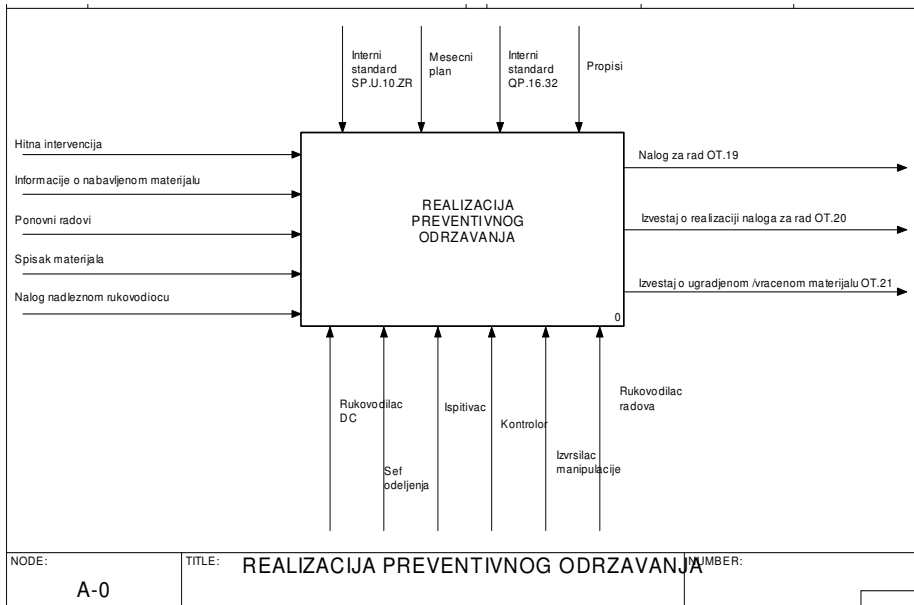 Interni
standard
SP.U.10.ZR
Mesecni
plan
Interni
standard
QP.16.32
Propisi
Hitna intervencija
Informacije o nabavljenom materijalu
Ponovni radovi
Spisak materijala
Nalog nadleznom rukovodiocu
REALIZACIJA
PREVENTIVNOG
ODRZAVANJA
0
Nalog za rad OT.19
Izvestaj o realizaciji naloga za rad OT.20
Izvestaj o ugradjenom /vracenom materijalu OT.21
Rukovodilac
DC
Sef
odeljenja
Ispitivac
Kontrolor
Izvrsilac
manipulacije
Rukovodilac
radova
NODE:
A-0
TITLE:
REALIZACIJA PREVENTIVNOG ODRZAVANJA
NUMBER: